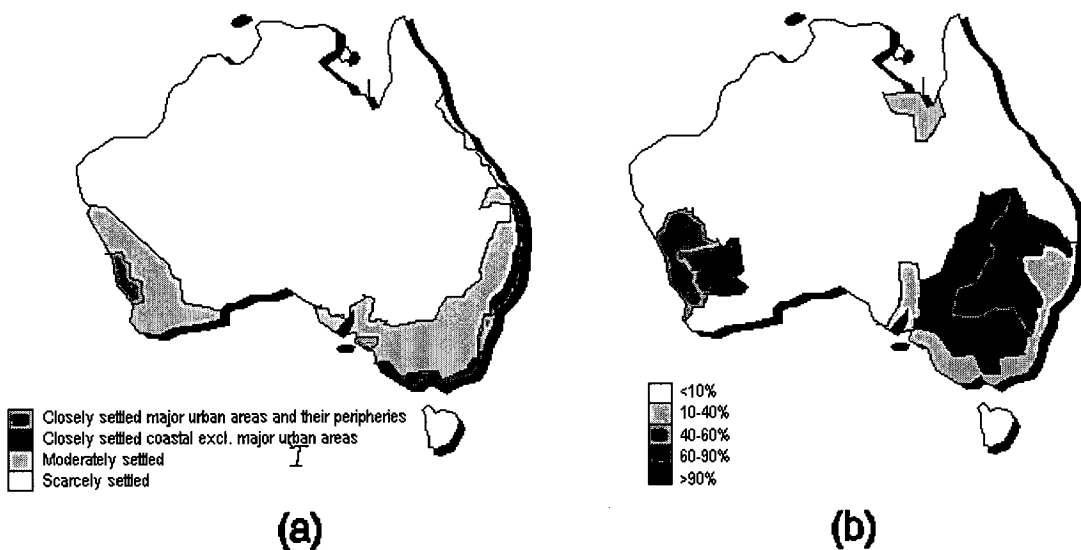 Closely settled major urban areas and their peripheries
Closely settled coastal excl. major urban areas
Moderately settled
Scarcely settled
(a)
<10%
10-40%
40-60%
60-90%
>90%
(b)